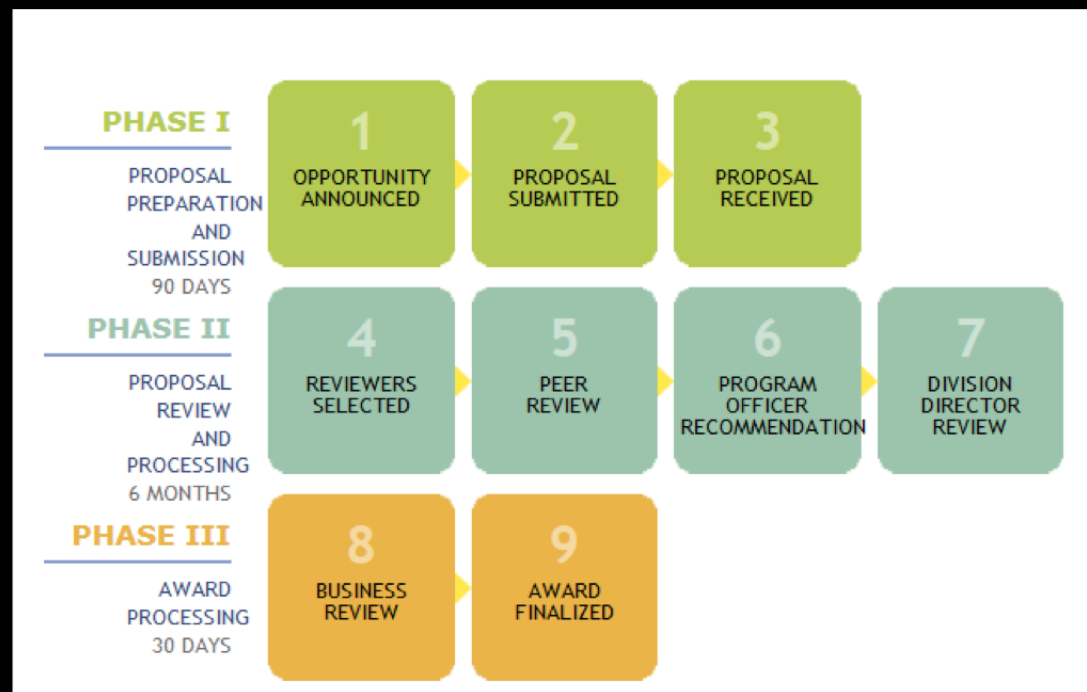 PHASE I
PROPOSAL
PREPARATION
AND
SUBMISSION
90 DAYS
1
OPPORTUNITY
ANNOUNCED
2
PROPOSAL
SUBMITTED
3
PROPOSAL
RECEIVED
PHASE II
PROPOSAL
REVIEW
AND
PROCESSING
6 MONTHS
4
REVIEWERS
SELECTED
5
PEER
REVIEW
6
PROGRAM
OFFICER
RECOMMENDATION
7
DIVISION
DIRECTOR
REVIEW
PHASE III
AWARD
PROCESSING
30 DAYS
8
BUSINESS
REVIEW
9
AWARD
FINALIZED